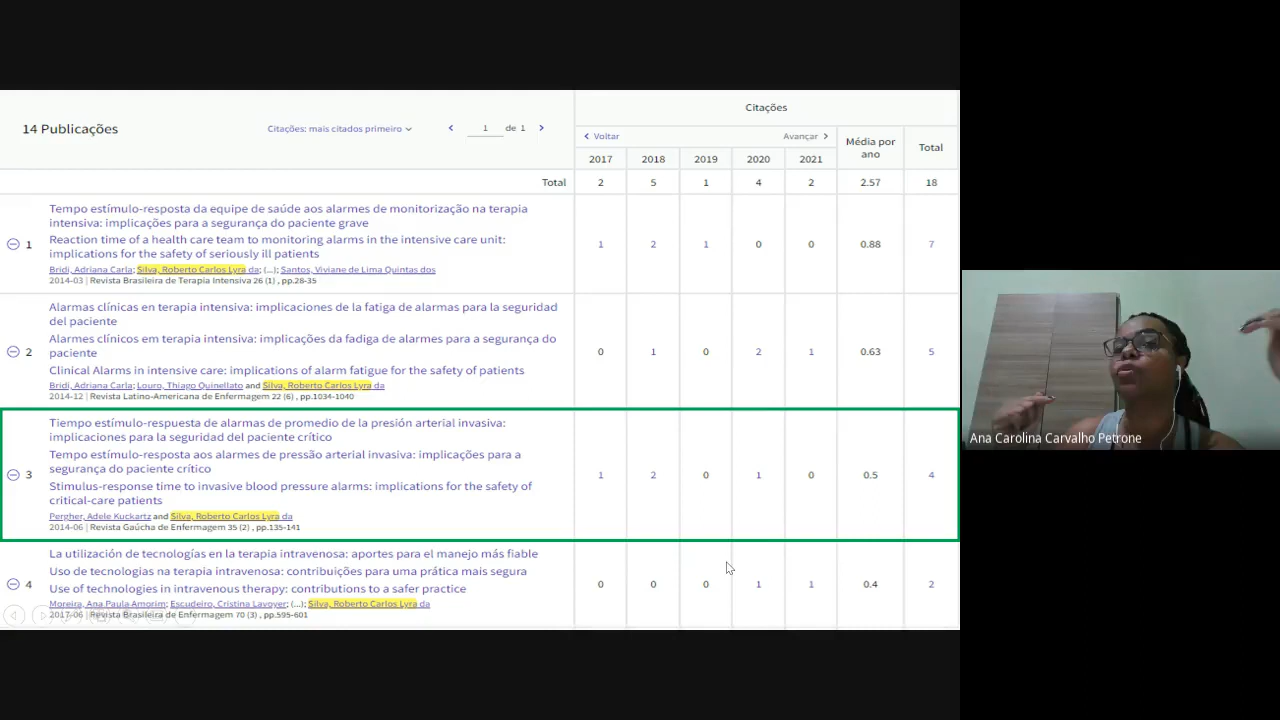 14 Publicações
Citações: mais citados primeiro
1 de 1
Citações
Voltar
Avançar
2017 2018 2019 2020 2021
Média por ano
Total
Total 2 5 1 4 2 2.57 18
1
Tempo estímulo-resposta da equipe de saúde aos alarmes de monitorização na terapia
intensiva: implicações para a segurança do paciente grave
Reaction time of a health care team to monitoring alarms in the intensive care unit:
implications for the safety of seriously ill patients
Bridi, Adriana Carla; Silva, Roberto Carlos Lyra da; (...); Santos, Viviane de Lima Quintas dos
2014-03 | Revista Brasileira de Terapia Intensiva 26 (1) , pp.28-35
1 2 1 0 0 0.88 7
2
Alarmas clínicas en terapia intensiva: implicaciones de la fatiga de alarmas para la seguridad
del paciente
Alarmes clínicos em terapia intensiva: implicações da fadiga de alarmes para a segurança do
paciente
Clinical Alarms in intensive care: implications of alarm fatigue for the safety of patients
Bridi, Adriana Carla; Louro, Thiago Quinellato and Silva, Roberto Carlos Lyra da
2014-12 | Revista Latino-Americana de Enfermagem 22 (6) , pp.1034-1040
0 1 0 2 1 0.63 5
3
Tiempo estímulo-respuesta de alarmas de promedio de la presión arterial invasiva:
implicaciones para la seguridad del paciente crítico
Tempo estímulo-resposta aos alarmes de pressão arterial invasiva: implicações para a
segurança do paciente crítico
Stimulus-response time to invasive blood pressure alarms: implications for the safety of
critical-care patients
Pergher, Adele Kuckartz and Silva, Roberto Carlos Lyra da
2014-06 | Revista Gaúcha de Enfermagem 35 (2) , pp.135-141
1 2 0 1 0 0.5 4
4
La utilización de tecnologías en la terapia intravenosa: aportes para el manejo más fiable
Uso de tecnologias na terapia intravenosa: contribuições para uma prática mais segura
Use of technologies in intravenous therapy: contributions to a safer practice
Moreira, Ana Paula Amorim; Escudeiro, Cristina Lavoyer; (...); Silva, Roberto Carlos Lyra da
2017-06 | Revista Brasileira de Enfermagem 70 (3) , pp.595-601
0 0 0 1 1 0.4 2
Ana Carolina Carvalho Petrone